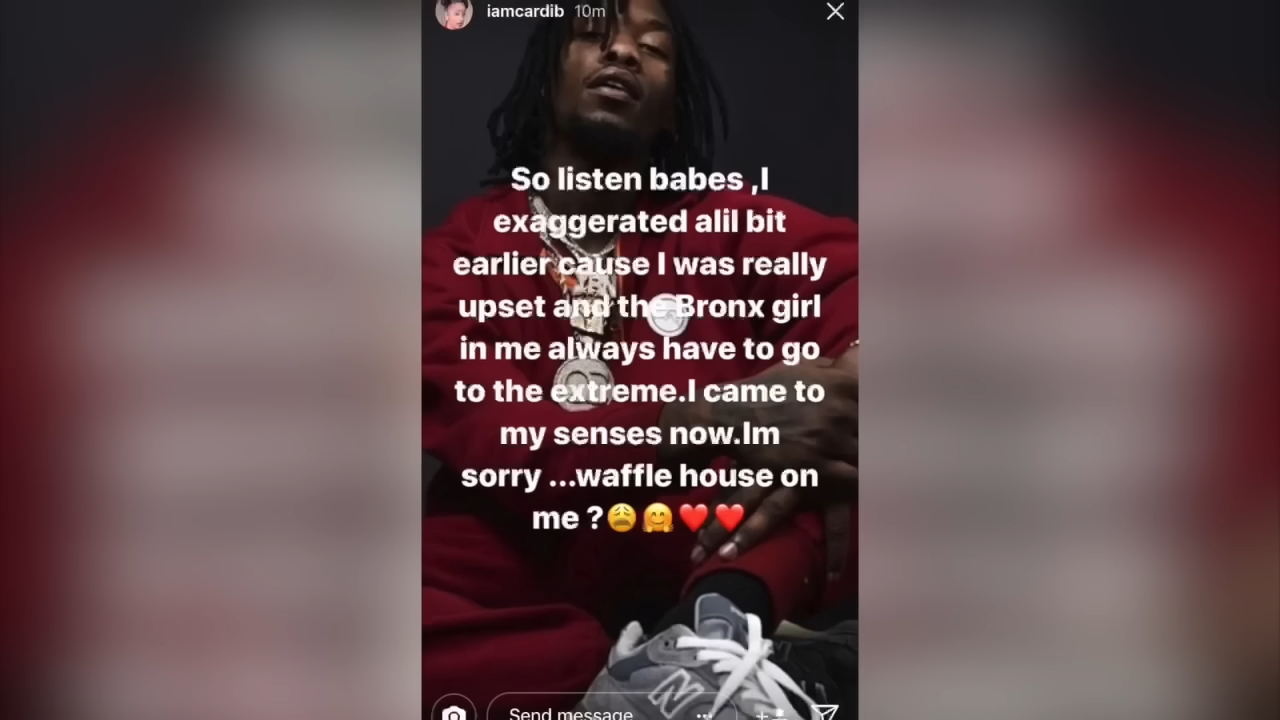 iamcardib 10m
So listen babes ,I
exaggerated alil bit
earlier cause I was really
upset and the Bronx girl
in me always have to go
to the extreme.I came to
my senses now.Im
sorry ...waffle house on
me ?😩🤗❤️❤️
Send message